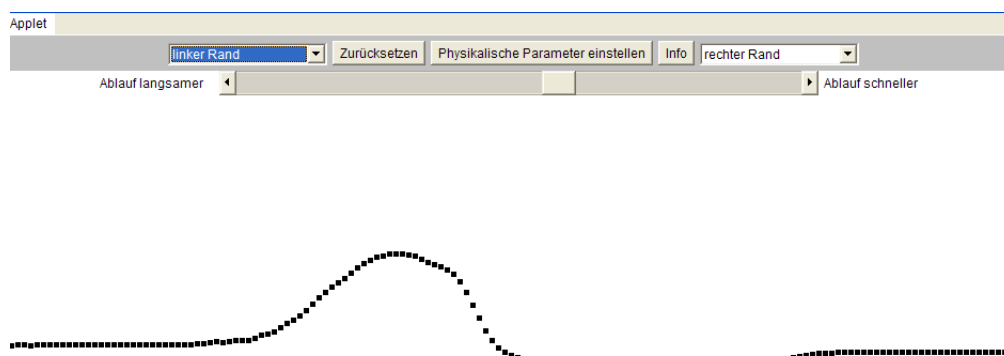 Applet
linker Rand Zurücksetzen Physikalische Parameter einstellen Info rechter Rand
Ablauf langsamer Ablauf schneller